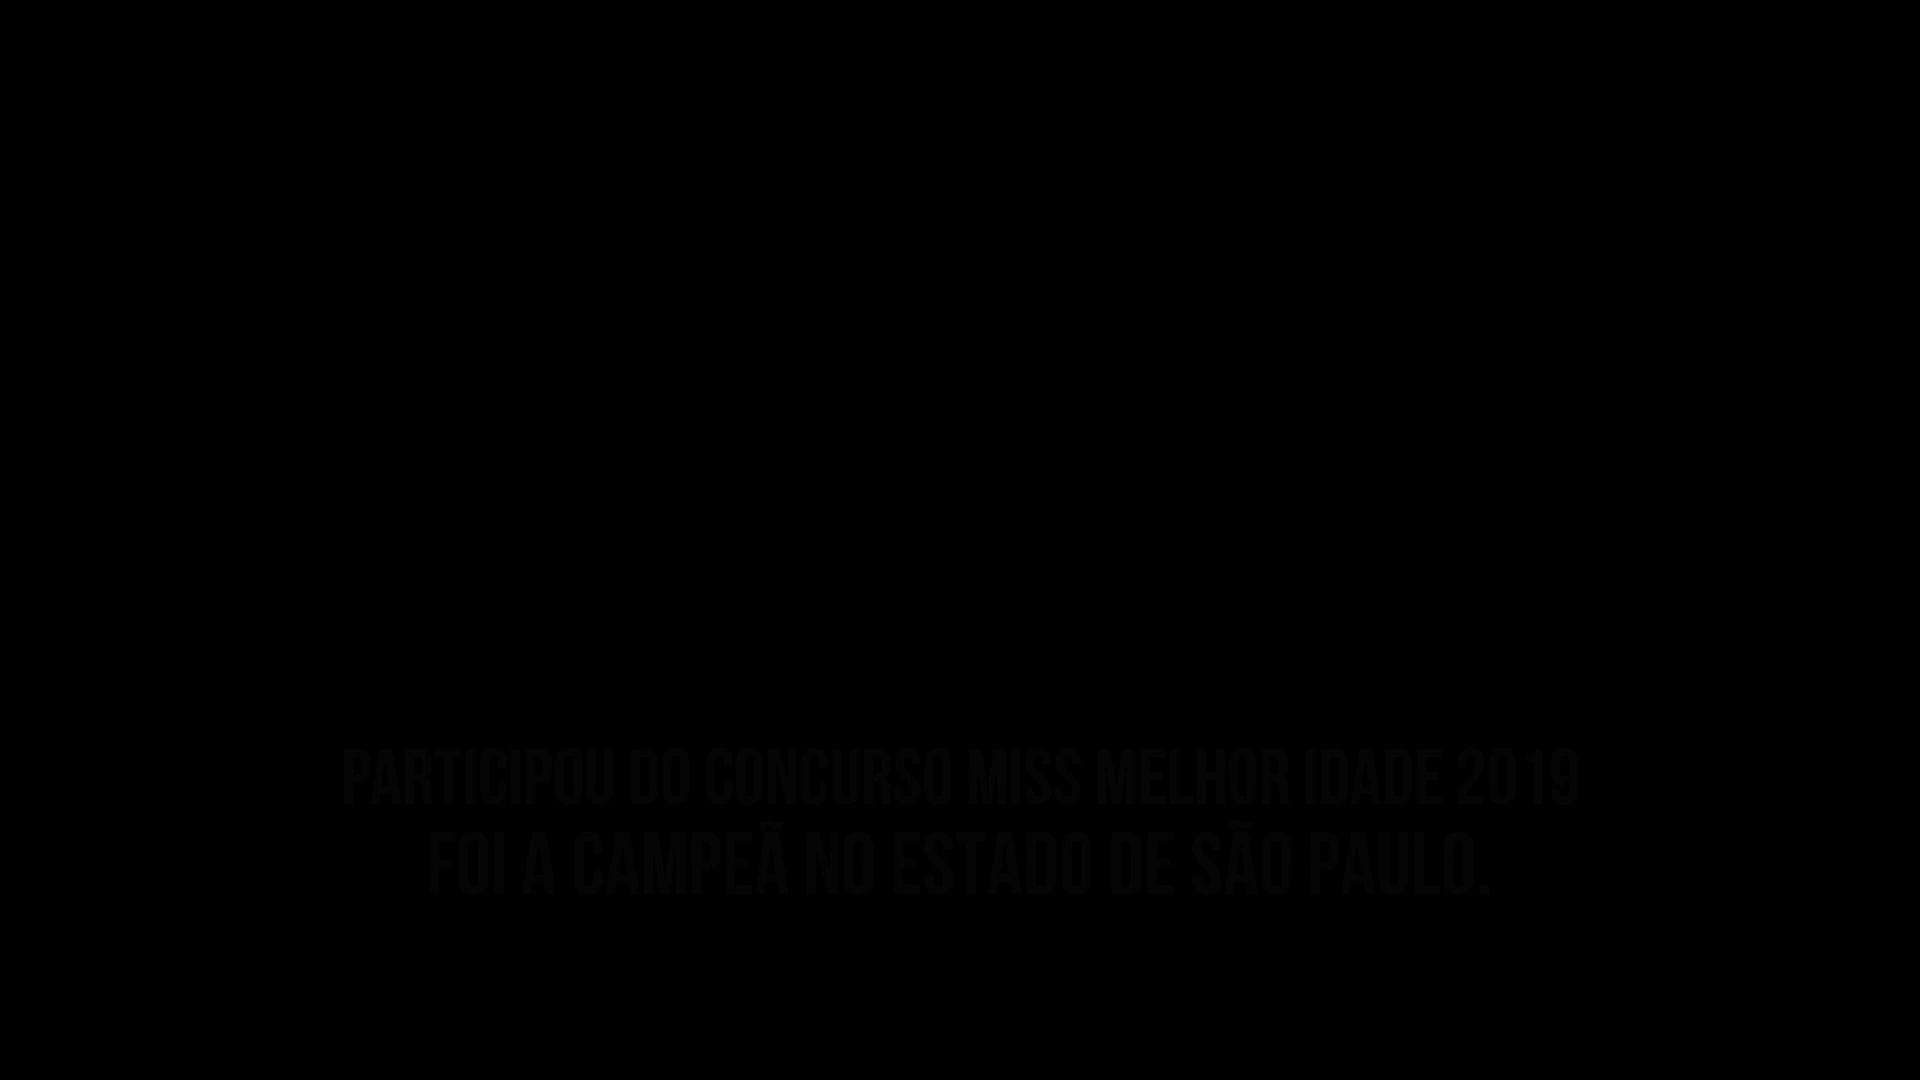 PARTICIPOU DO CONCURSO MISS MELHOR IDADE 2019
FOI A CAMPEÃ NO ESTADO DE SÃO PAULO.